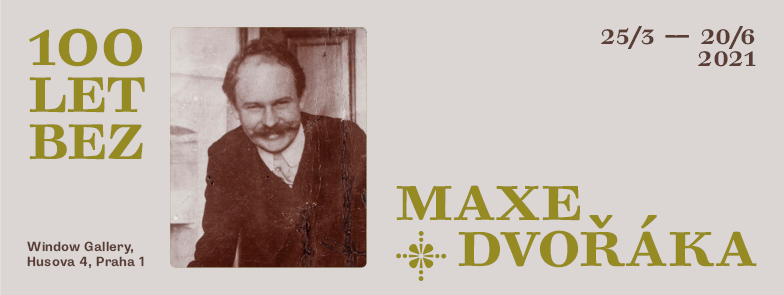 100
LET
BEZ
Window Gallery,
Husova 4, Praha 1
25/3 — 20/6
2021
MAXE
DVOŘÁKA